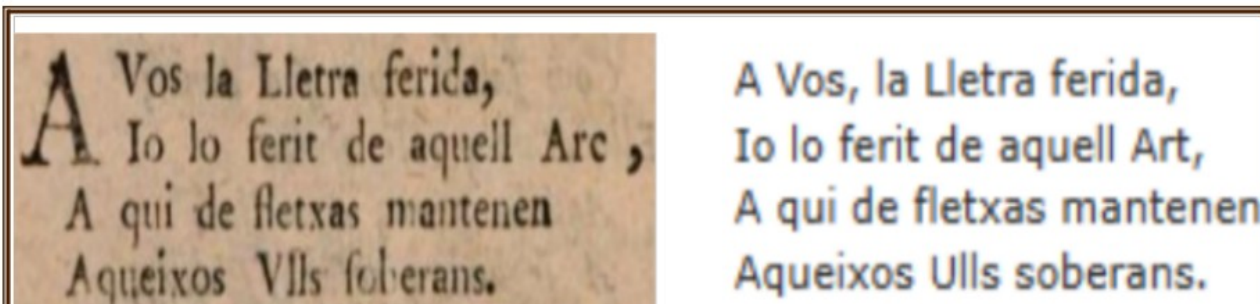 A Vos la Lletra ferida,
Io lo ferit de aquell Arc,
A qui de fletxas mantenen
Aqueixos Vlls soberans.
A Vos, la Lletra ferida,
Io lo ferit de aquell Art,
A qui de fletxas mantenen
Aqueixos Ulls soberans.